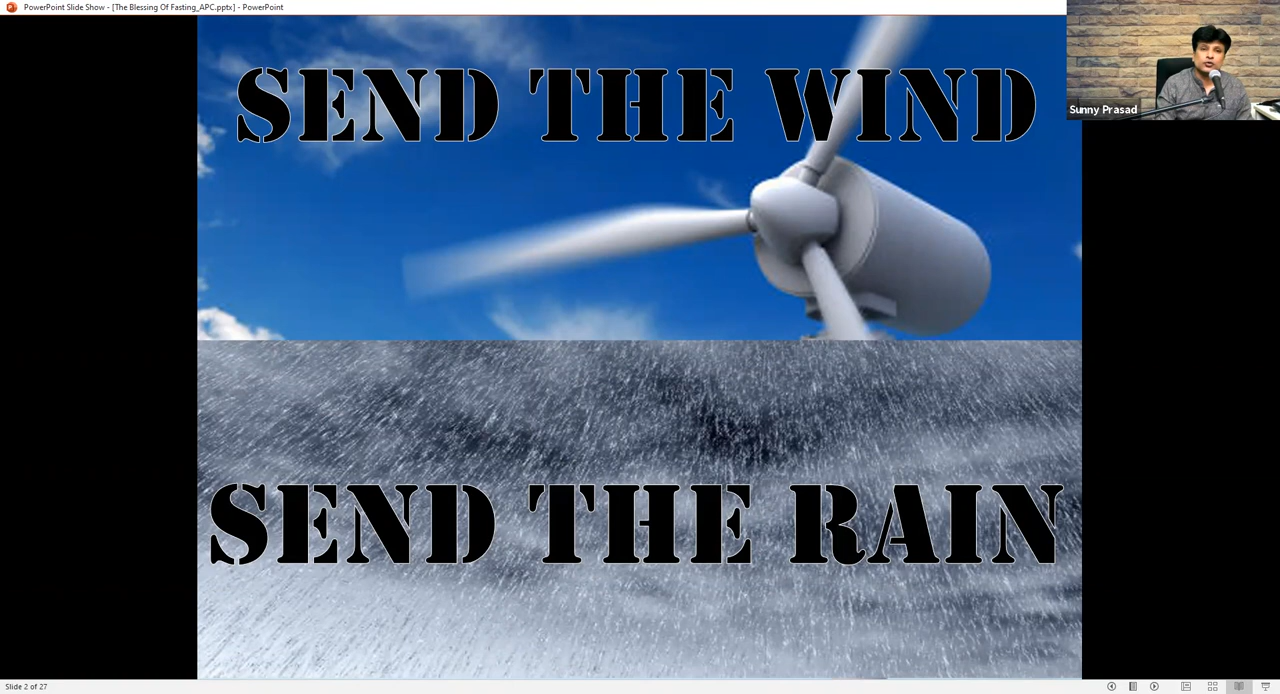 PowerPoint Slide Show - [The Blessing Of Fasting_APC.pptx] - PowerPoint
SEND THE WIND
Sunny Prasad
SEND THE RAIN
Slide 2 of 27